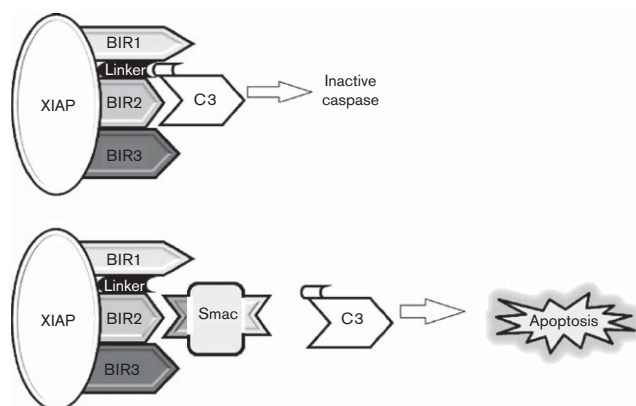 BIR1
Linker
XIAP
BIR2
C3
Inactive
caspase
BIR3
BIR1
Linker
XIAP
BIR2
Smac
C3
Apoptosis
BIR3